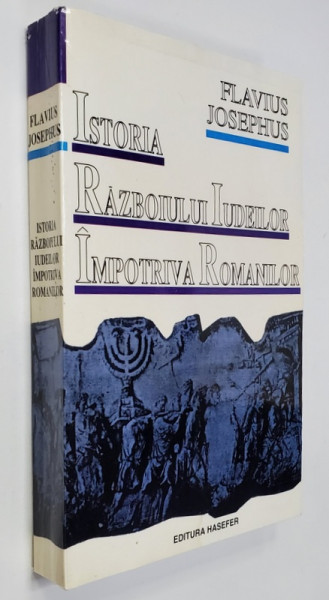 FLAVIUS
JOSEPHUS
ISTORIA
RĂZBOIULUI IUDEILOR
ÎMPOTRIVA ROMANILOR
EDITURA HASEFER
FLAVIUS
JOSEPHUS
ISTORIA
RĂZBOIULUI
IUDEILOR
ÎMPOTRIVA
ROMANILOR